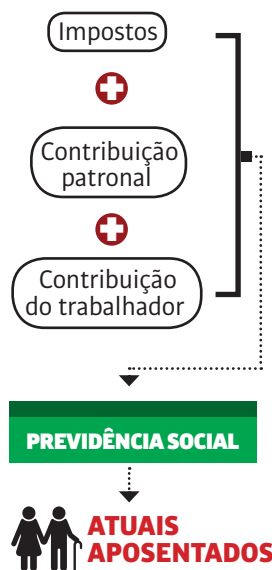 Impostos
Contribuição
patronal
Contribuição
do trabalhador
PREVIDÊNCIA SOCIAL
ATUAIS
APOSENTADOS